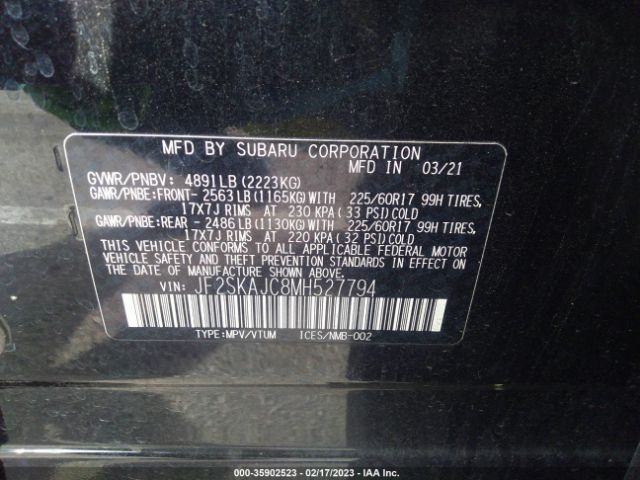 MFD BY SUBARU CORPORATION
MFD IN 03/21
GVWR/PNBV: 4891LB(2223KG)
GAWR/PNBE:FRONT- 2563LB(1165KG)WITH 225/60R17 99H TIRES,
17X7J RIMS AT 230 KPA(33 PSI)COLD
GAWR/PNBE:REAR - 2486LB(1130KG)WITH 225/60R17 99H TIRES,
17X7J RIMS AT 220 KPA(32 PSI)COLD
THIS VEHICLE CONFORMS TO ALL APPLICABLE FEDERAL MOTOR
VEHICLE SAFETY AND THEFT PREVENTION STANDARDS IN EFFECT
ON THE DATE OF MANUFACTURE SHOWN ABOVE.
VIN: JF2SKAJC8MH527794
TYPE:MPV/VTUM ICES/NMB-002
000-35902523 - 02/17/2023 - IAA Inc.